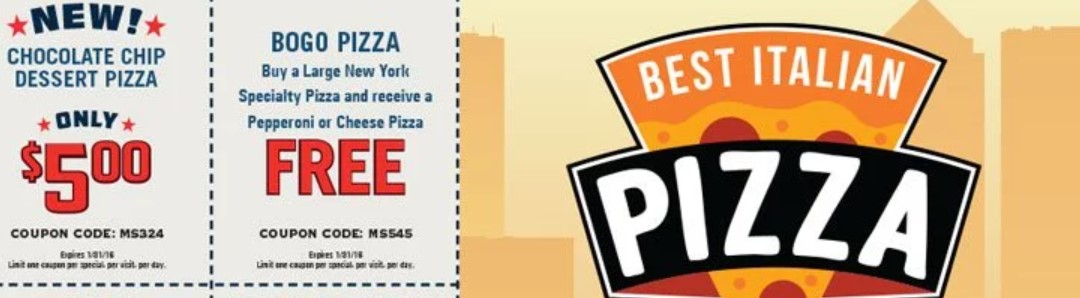 NEW!
CHOCOLATE CHIP
DESSERT PIZZA
ONLY
$5.00
COUPON CODE: MS324
Expires 1/31/16
Limit one coupon per special, per visit, per day.
BOGO PIZZA
Buy a Large New York
Specialty Pizza and receive a
Pepperoni or Cheese Pizza
FREE
COUPON CODE: MS545
Expires 1/31/16
Limit one coupon per special, per visit, per day.
BEST ITALIAN
PIZZA